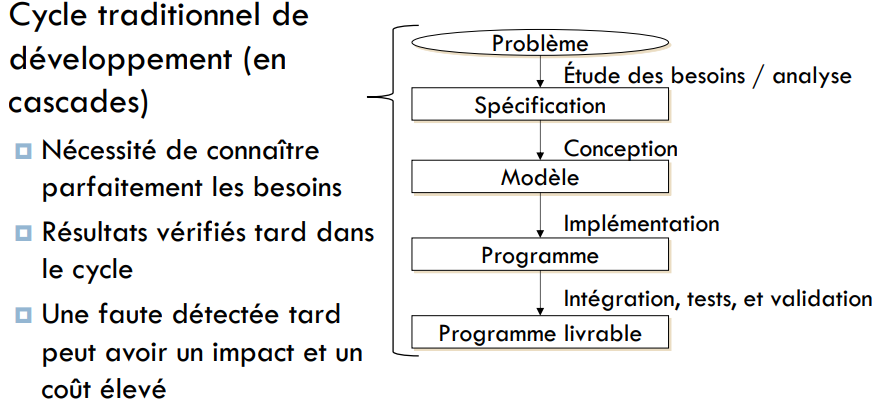 Cycle traditionnel de
développement (en
cascades)
Nécessité de connaître
parfaitement les besoins
Résultats vérifiés tard dans
le cycle
Une faute détectée tard
peut avoir un impact et un
coût élevé
Problème
Étude des besoins / analyse
Spécification
Conception
Modèle
Implémentation
Programme
Intégration, tests, et validation
Programme livrable